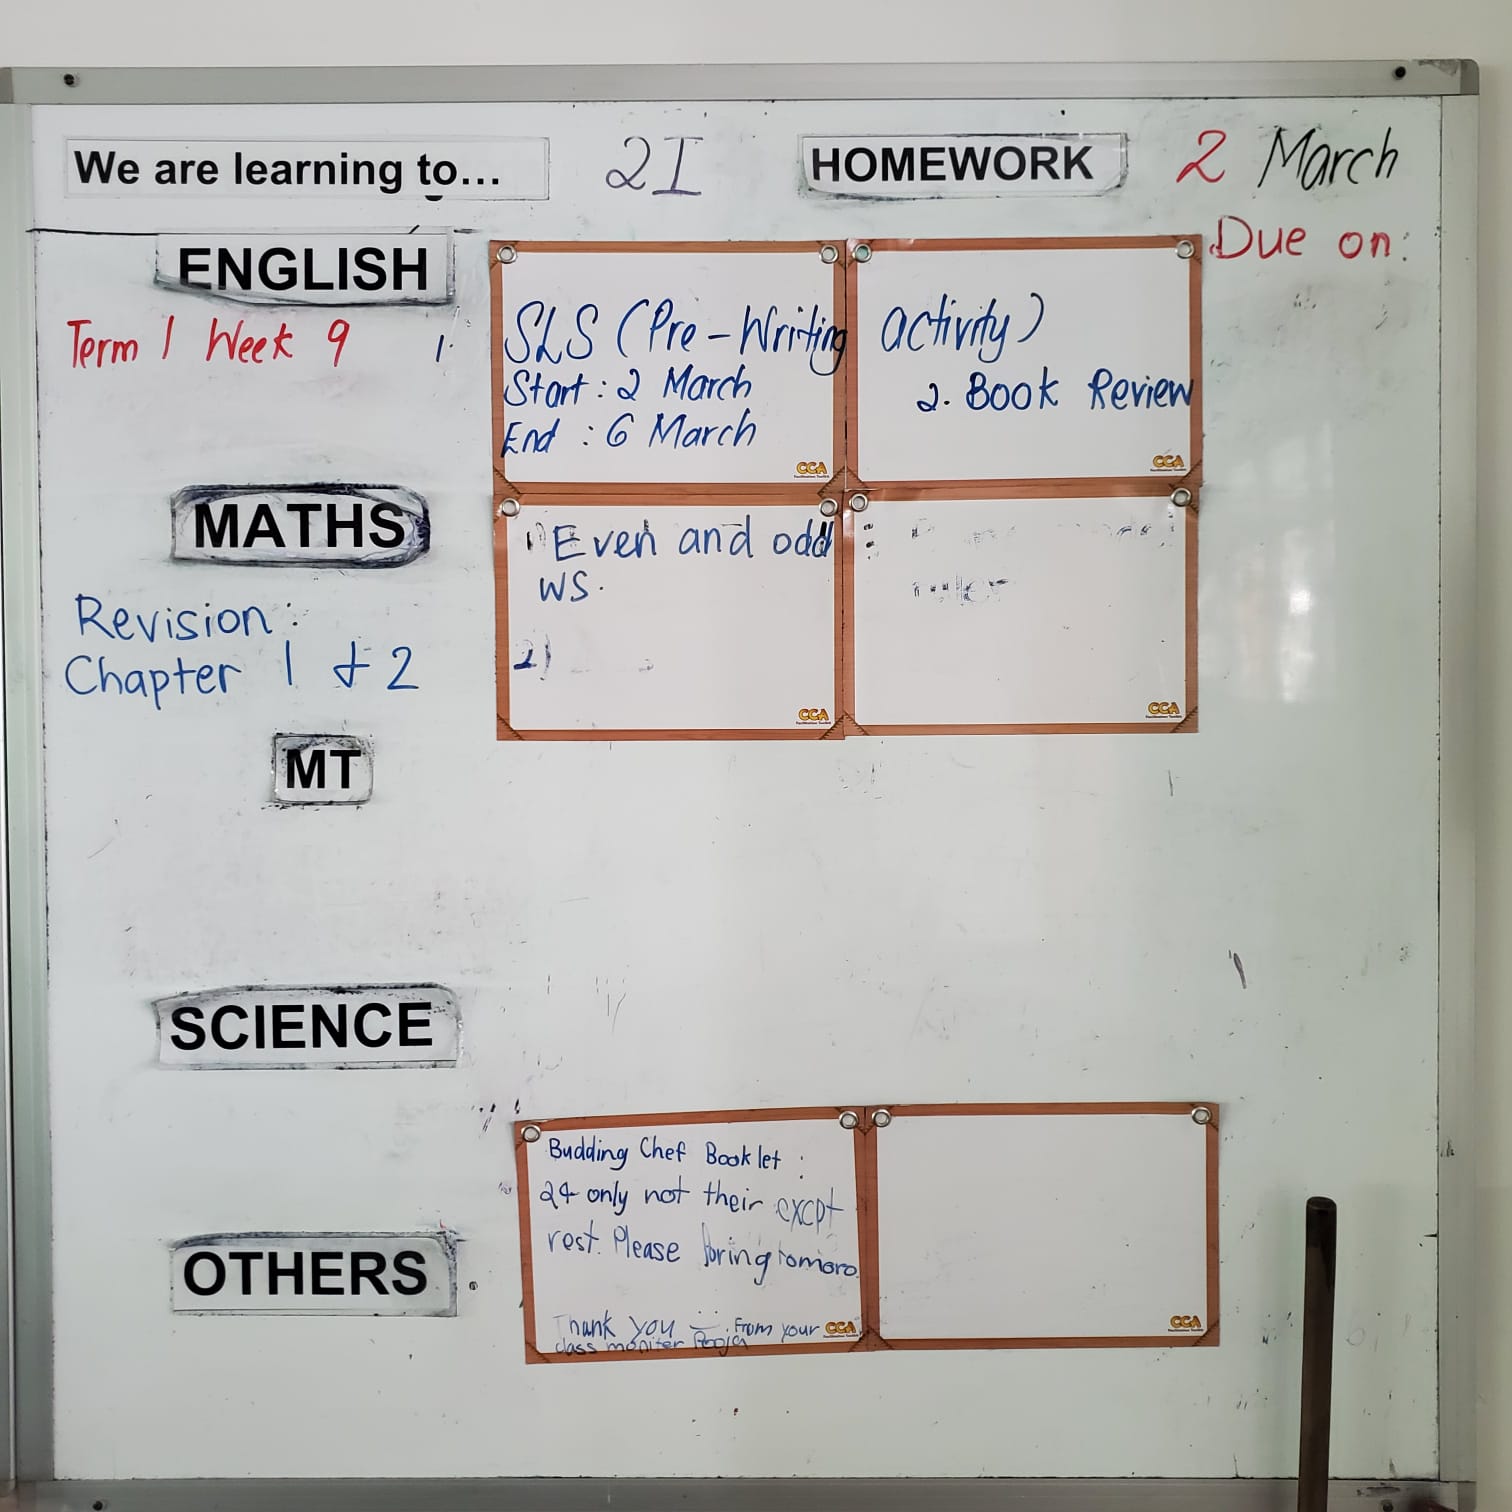 We are learning to...
2I
HOMEWORK
2 March
Due on:
ENGLISH
Term 1 Week 9
1. SLS (Pre-Writing activity)
Start: 2 March
End : 6 March
2. Book Review
MATHS
1) Even and odd
WS.
2)
ruler
Revision:
Chapter 1 & 2
MT
SCIENCE
OTHERS
Budding Chef Booklet :
24 only not their excpt
rest. Please bring tomoro
Thank you from your
class moniter Pooja
CCA
CCA
CCA
CCA
CCA
CCA